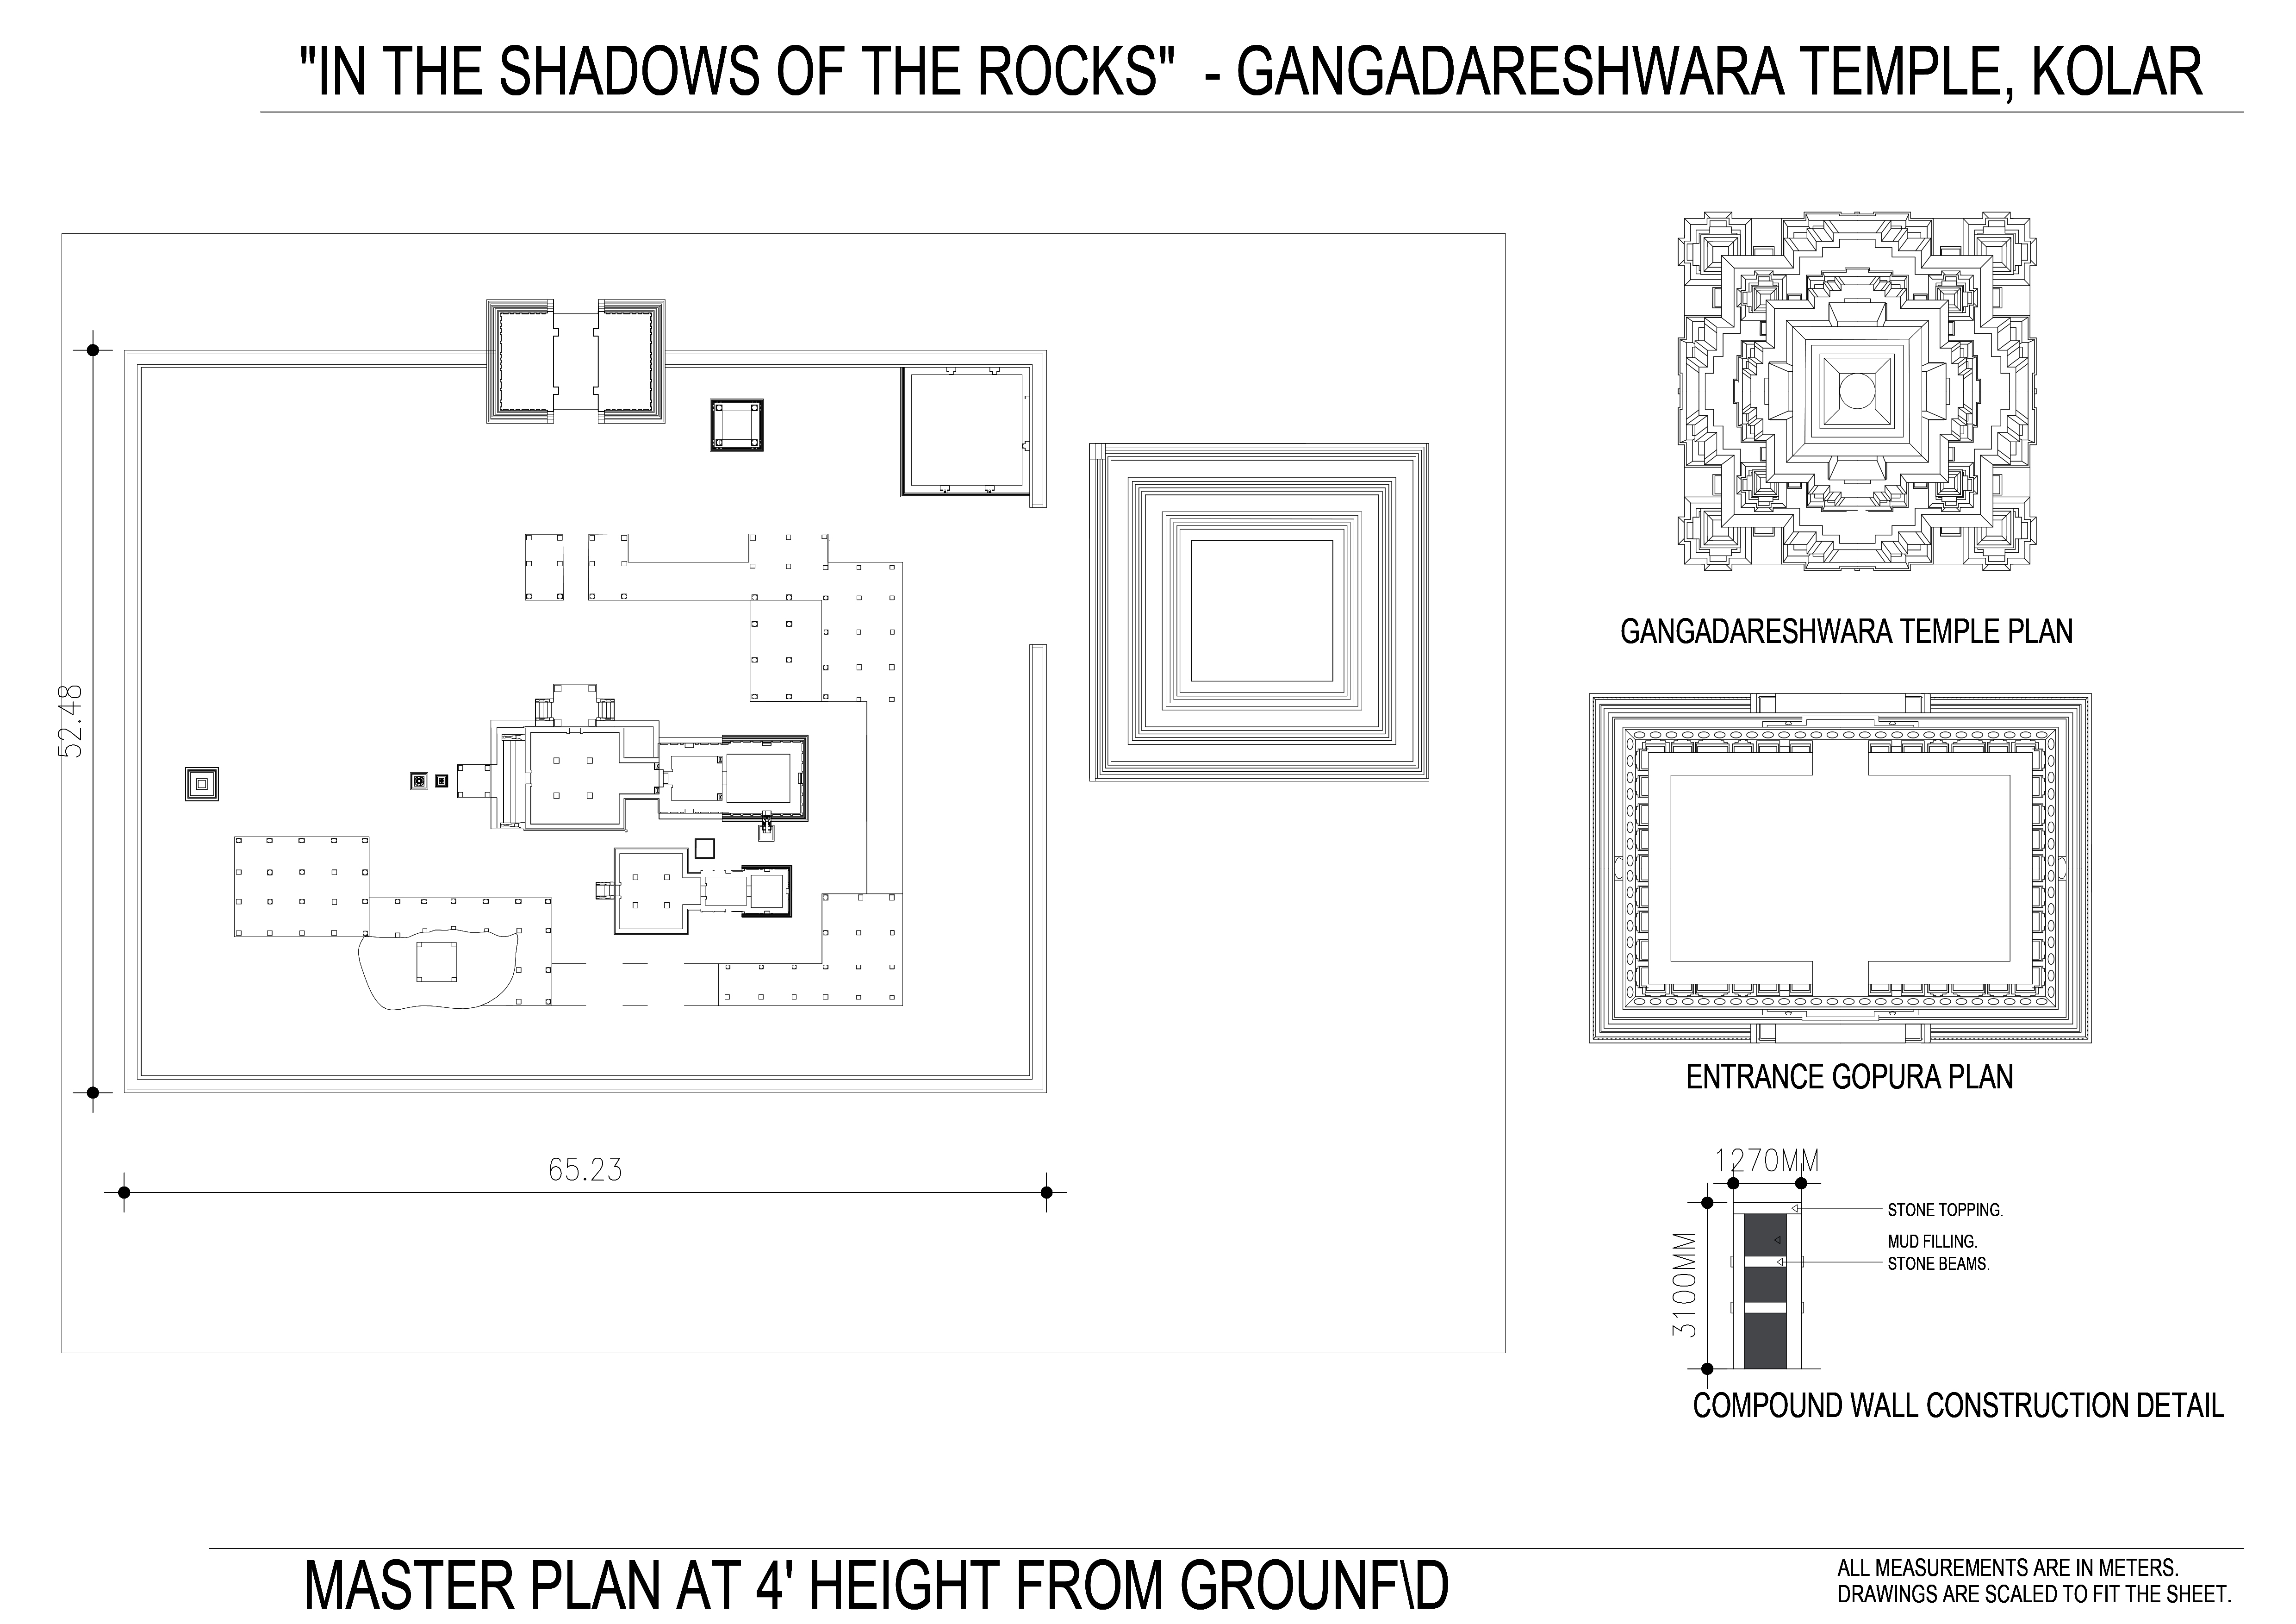 "IN THE SHADOWS OF THE ROCKS" - GANGADARESHWARA TEMPLE, KOLAR
52.48
65.23
GANGADARESHWARA TEMPLE PLAN
ENTRANCE GOPURA PLAN
1270MM
3100MM
STONE TOPPING.
MUD FILLING.
STONE BEAMS.
COMPOUND WALL CONSTRUCTION DETAIL
MASTER PLAN AT 4' HEIGHT FROM GROUNF\D
ALL MEASUREMENTS ARE IN METERS.
DRAWINGS ARE SCALED TO FIT THE SHEET.